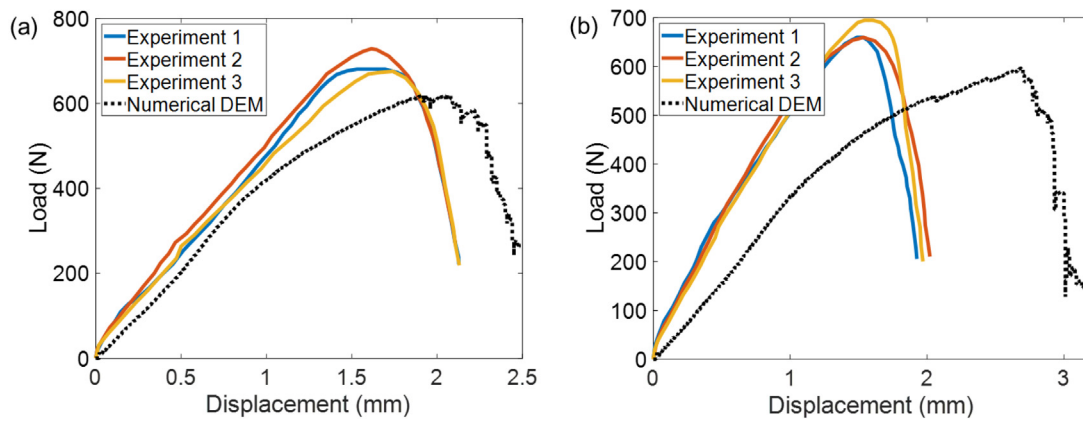 (a)
800
600
400
200
0
Load (N)
Experiment 1
Experiment 2
Experiment 3
Numerical DEM
0 0.5 1 1.5 2 2.5
Displacement (mm)
(b)
700
600
500
400
300
200
100
0
Load (N)
Experiment 1
Experiment 2
Experiment 3
Numerical DEM
0 1 2 3
Displacement (mm)